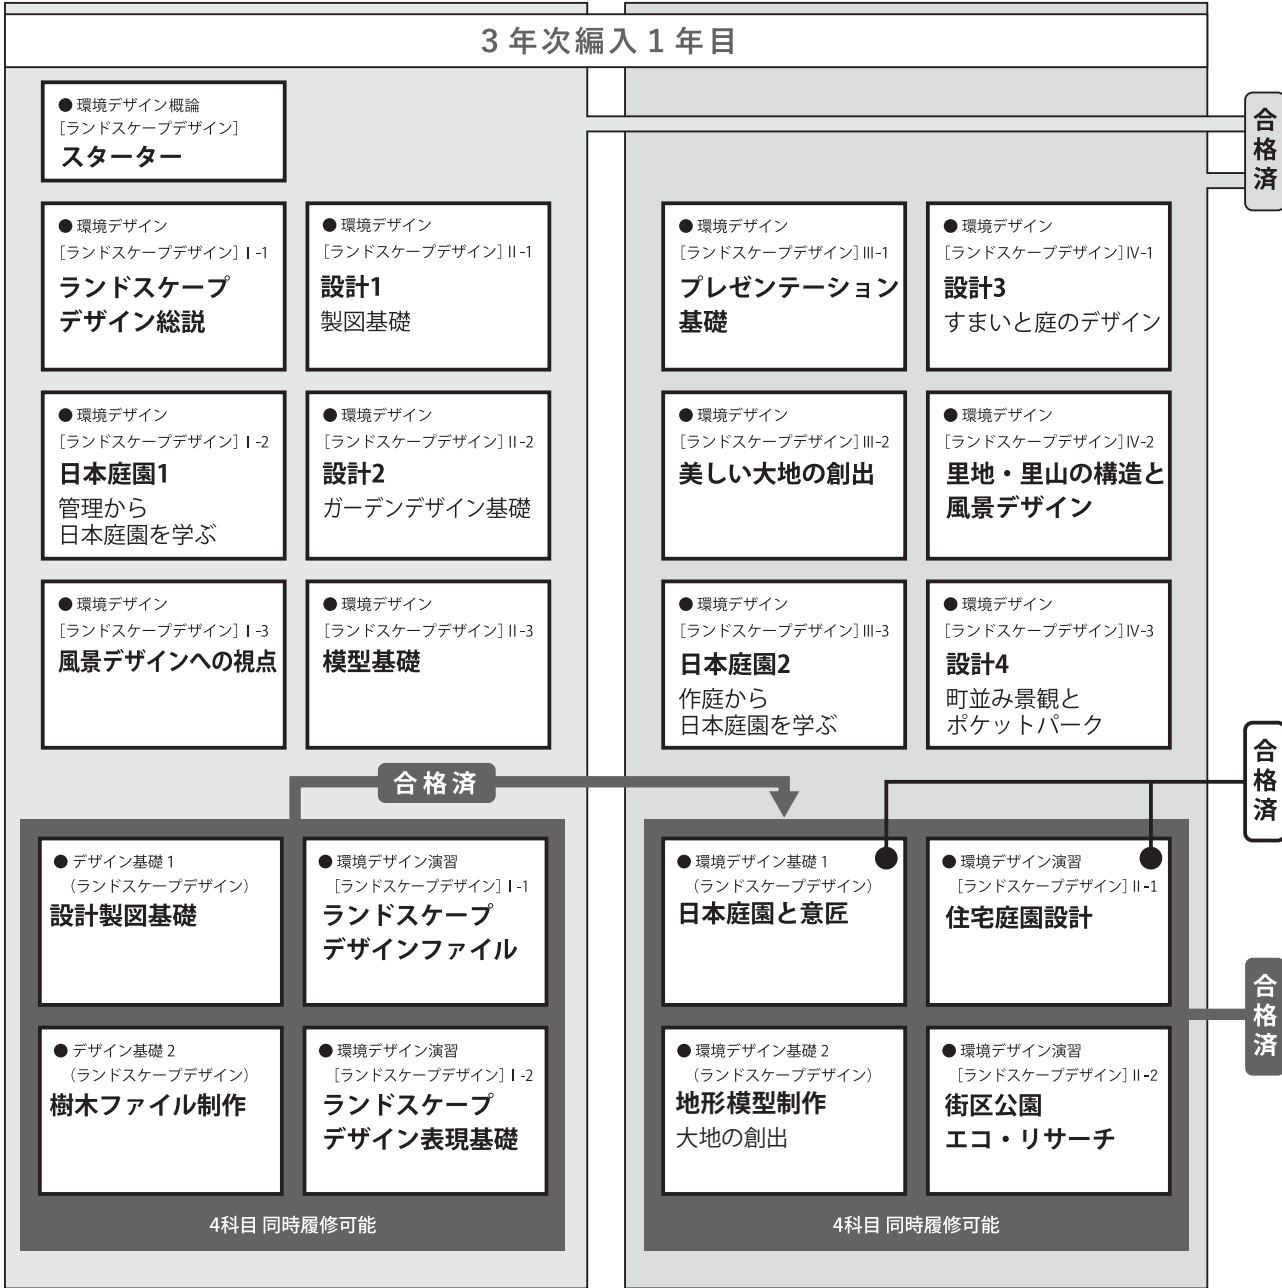 3年次編入1年目
● 環境デザイン概論
[ランドスケープデザイン]
スターター
● 環境デザイン
[ランドスケープデザイン] I-1
ランドスケープ
デザイン総説
● 環境デザイン
[ランドスケープデザイン] II-1
設計1
製図基礎
● 環境デザイン
[ランドスケープデザイン] I-2
日本庭園1
管理から
日本庭園を学ぶ
● 環境デザイン
[ランドスケープデザイン] II-2
設計2
ガーデンデザイン基礎
● 環境デザイン
[ランドスケープデザイン] I-3
風景デザインへの視点
● 環境デザイン
[ランドスケープデザイン] II-3
模型基礎
● 環境デザイン
[ランドスケープデザイン] III-1
プレゼンテーション
基礎
● 環境デザイン
[ランドスケープデザイン] IV-1
設計3
すまいと庭のデザイン
● 環境デザイン
[ランドスケープデザイン] III-2
美しい大地の創出
● 環境デザイン
[ランドスケープデザイン] IV-2
里地・里山の構造と
風景デザイン
● 環境デザイン
[ランドスケープデザイン] III-3
日本庭園2
作庭から
日本庭園を学ぶ
● 環境デザイン
[ランドスケープデザイン] IV-3
設計4
町並み景観と
ポケットパーク
合格済
合格済
● デザイン基礎1
（ランドスケープデザイン）
設計製図基礎
● 環境デザイン演習
[ランドスケープデザイン] I-1
ランドスケープ
デザインファイル
● デザイン基礎2
（ランドスケープデザイン）
樹木ファイル制作
● 環境デザイン演習
[ランドスケープデザイン] I-2
ランドスケープ
デザイン表現基礎
4科目 同時履修可能
● 環境デザイン基礎1
（ランドスケープデザイン）
日本庭園と意匠
● 環境デザイン演習
[ランドスケープデザイン] II-1
住宅庭園設計
● 環境デザイン基礎2
（ランドスケープデザイン）
地形模型制作
大地の創出
● 環境デザイン演習
[ランドスケープデザイン] II-2
街区公園
エコ・リサーチ
4科目 同時履修可能
合格済
合格済